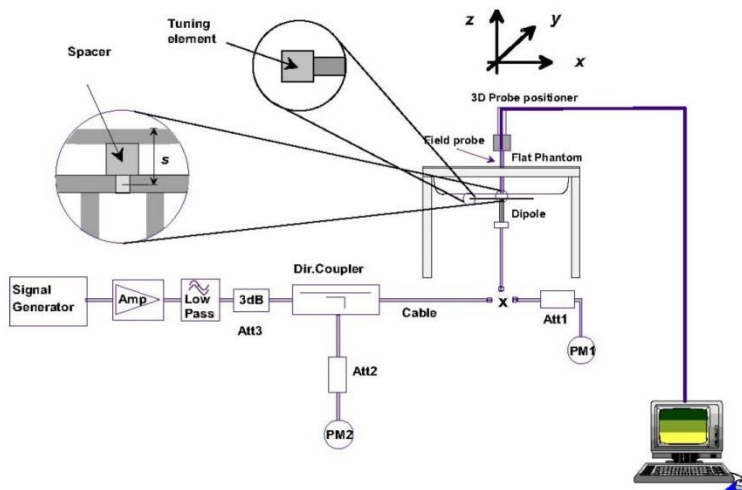 Tuning
element
Spacer
s
z
y
x
3D Probe positioner
Field probe
Flat Phantom
Dipole
Dir.Coupler
Signal
Generator
Amp
Low
Pass
3dB
Att3
Cable
x
Att1
PM1
Att2
PM2